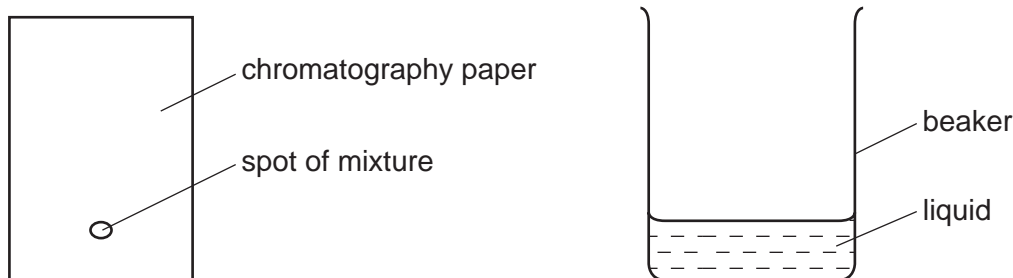 chromatography paper
spot of mixture
beaker
liquid